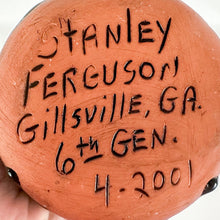 STANLEY
FERGUSON
Gillsville, GA.
6th GEN.
4-2001